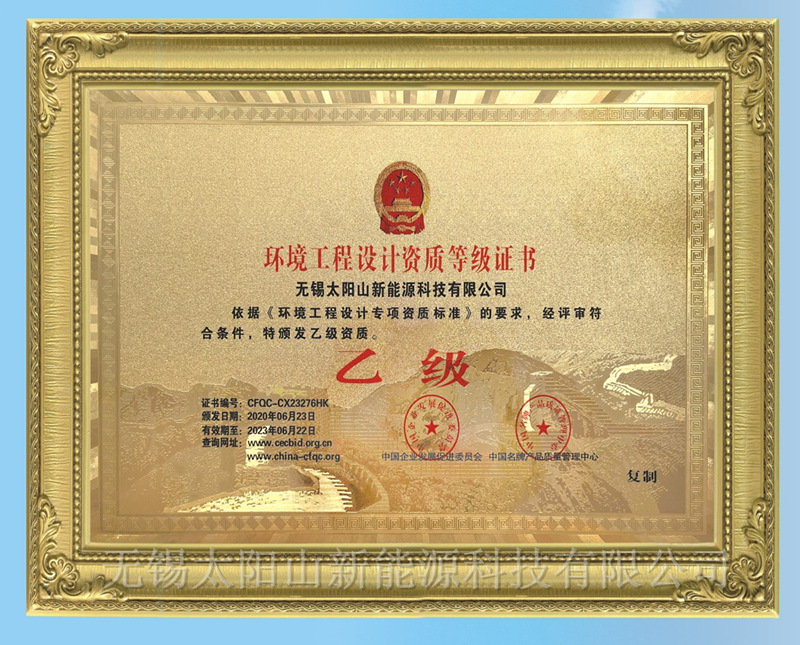 环境工程设计资质等级证书
无锡太阳山新能源科技有限公司
依据《环境工程设计专项资质标准》的要求，经评审符
合条件，特颁发乙级资质。
乙 级
证书编号：CFQC-CX23276HK
颁发日期：2020年06月23日
有效期至：2023年06月22日
查询网址：www.cecbid.org.cn
www.china-cfqc.org
中国企业发展促进委员会 中国名牌产品质量管理中心
复制
无锡太阳山新能源科技有限公司